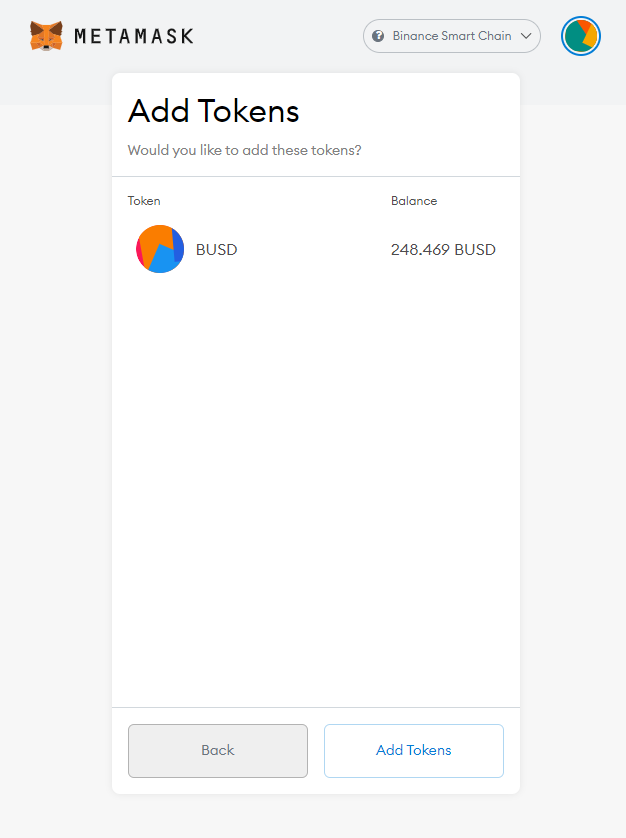 METAMASK
Binance Smart Chain
Add Tokens
Would you like to add these tokens?
Token Balance
BUSD 248.469 BUSD
Back Add Tokens